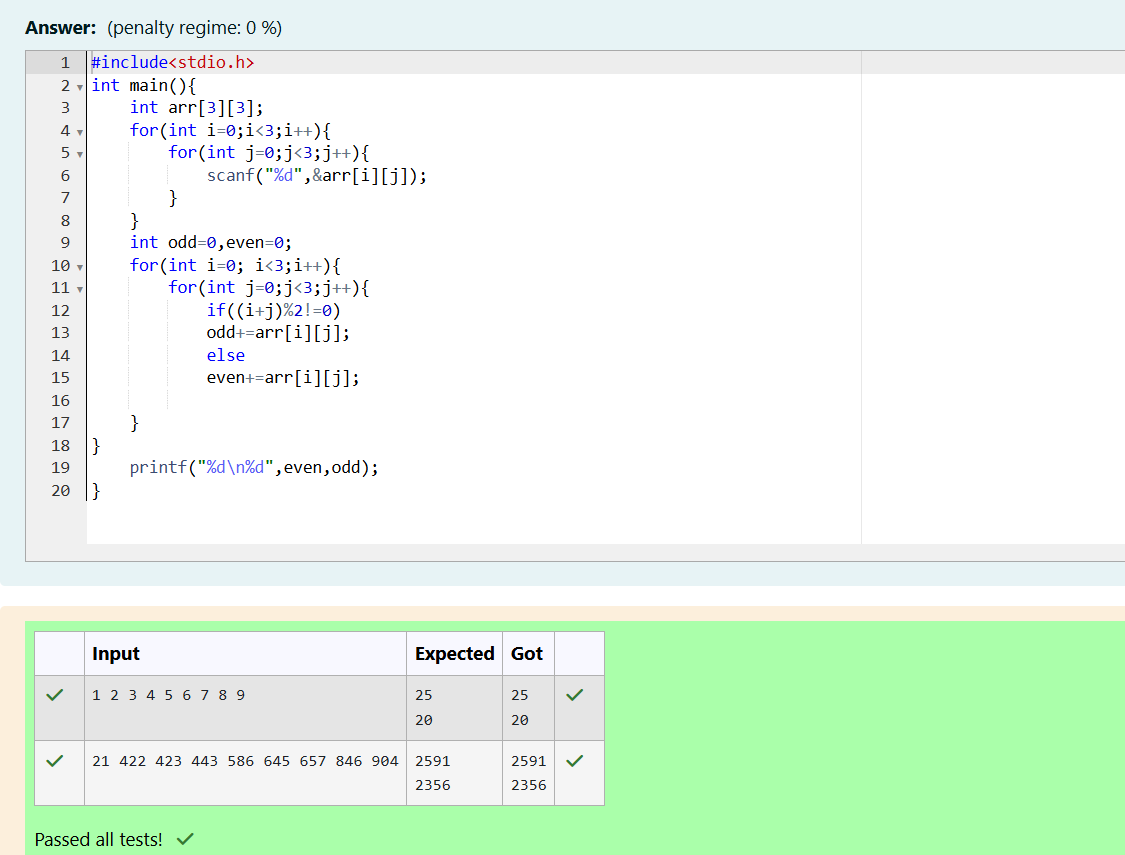 Answer: (penalty regime: 0 %)
1 #include<stdio.h>
2 int main(){
3     int arr[3][3];
4     for(int i=0;i<3;i++){
5         for(int j=0;j<3;j++){
6             scanf("%d",&arr[i][j]);
7         }
8     }
9     int odd=0,even=0;
10     for(int i=0; i<3;i++){
11         for(int j=0;j<3;j++){
12             if((i+j)%2!=0)
13             odd+=arr[i][j];
14             else
15             even+=arr[i][j];
16
17     }
18 }
19     printf("%d\n%d",even,odd);
20 }
Input Expected Got
1 2 3 4 5 6 7 8 9 25 25
20 20
21 422 423 443 586 645 657 846 904 2591 2591
2356 2356
Passed all tests!